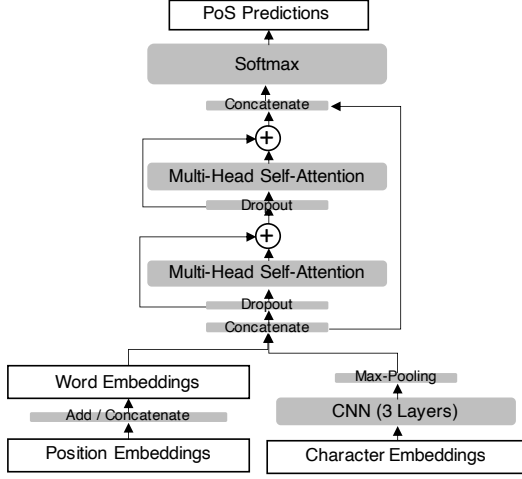 PoS Predictions
Softmax
Concatenate
+
Multi-Head Self-Attention
Dropout
+
Multi-Head Self-Attention
Dropout
Concatenate
Word Embeddings
Max-Pooling
Add / Concatenate
CNN (3 Layers)
Position Embeddings
Character Embeddings